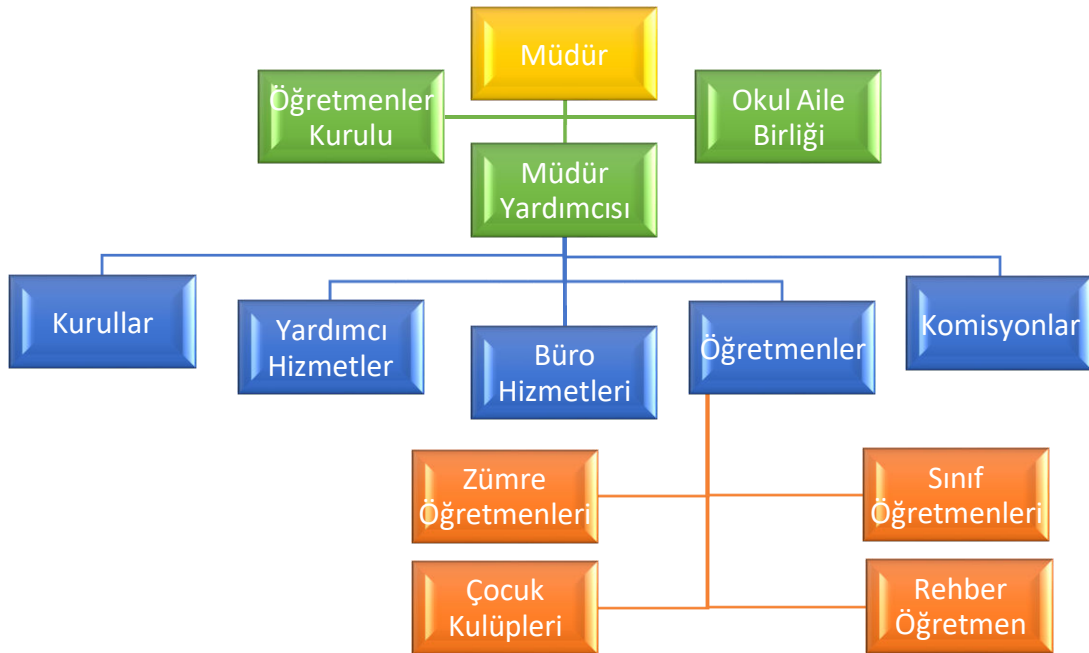 Müdür
Öğretmenler
Kurulu
Okul Aile
Birliği
Müdür
Yardımcısı
Kurullar
Yardımcı
Hizmetler
Büro
Hizmetleri
Öğretmenler
Komisyonlar
Zümre
Öğretmenleri
Sınıf
Öğretmenleri
Çocuk
Kulüpleri
Rehber
Öğretmen